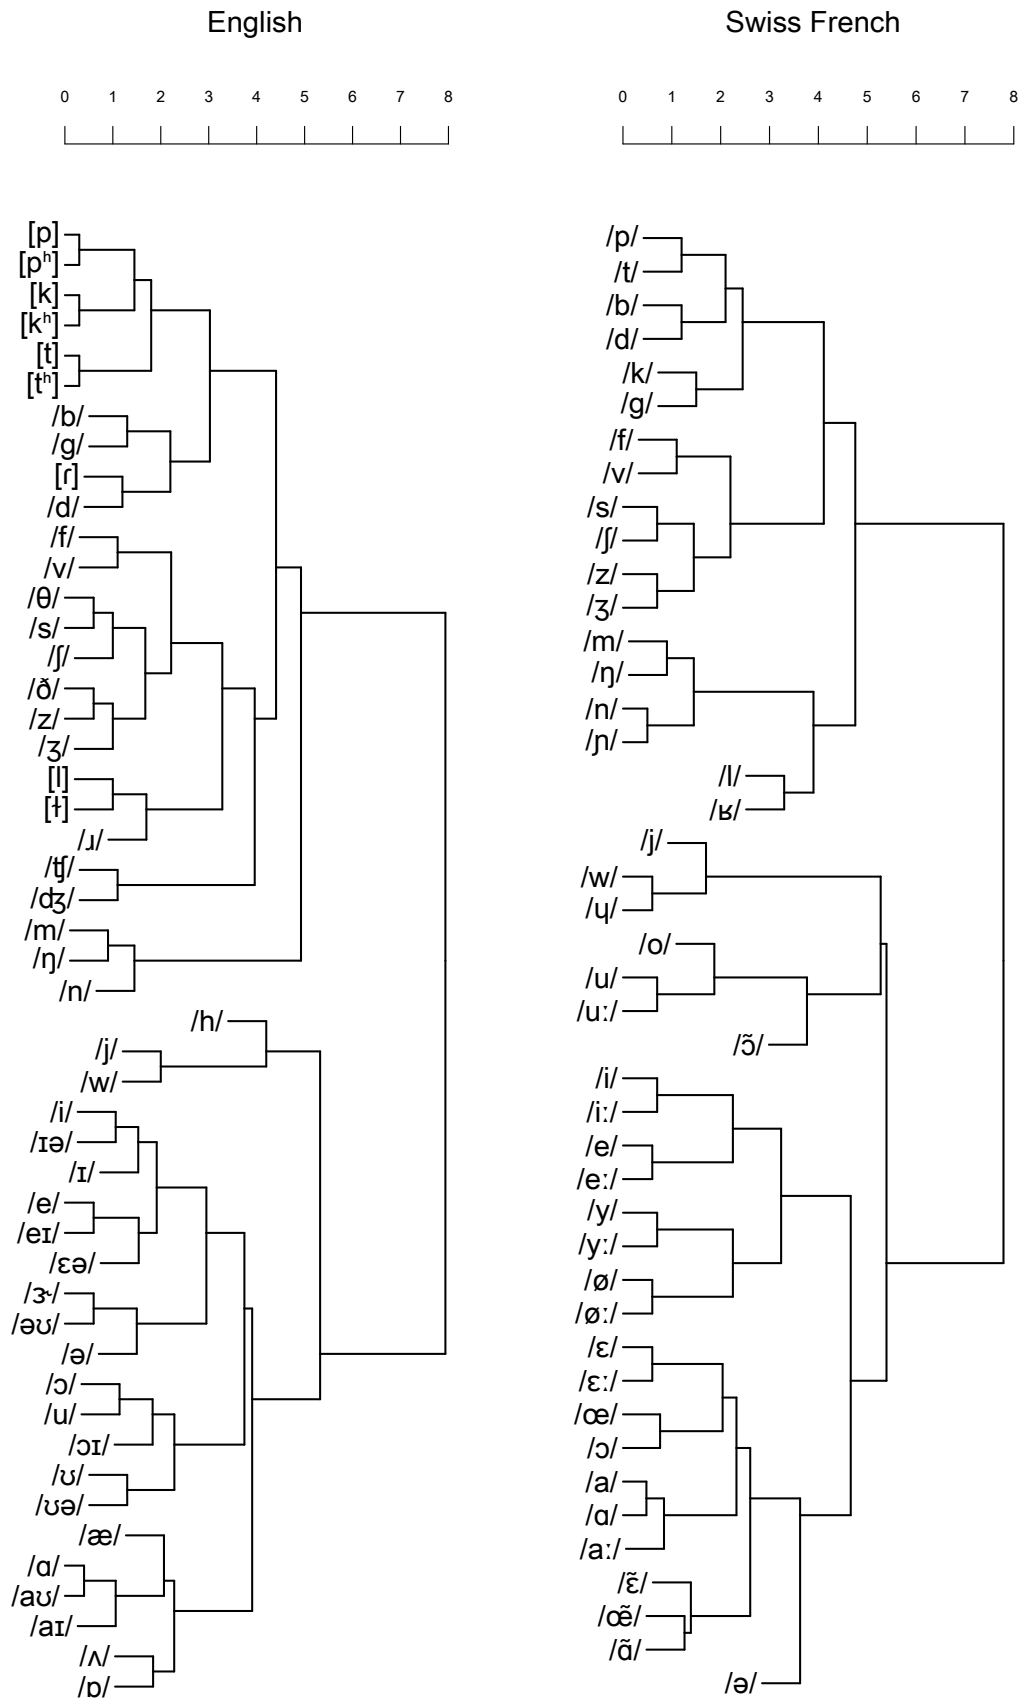 English
0 1 2 3 4 5 6 7 8
[p]
[pʰ]
[k]
[kʰ]
[t]
[tʰ]
/b/
/g/
[ɾ]
/d/
/f/
/v/
/θ/
/s/
/ʃ/
/ð/
/z/
/ʒ/
[l]
[ɫ]
/ɹ/
/ʧ/
/ʤ/
/m/
/ŋ/
/n/
/h/
/j/
/w/
/i/
/ɪə/
/ɪ/
/e/
/eɪ/
/ɛə/
/ɝ/
/əʊ/
/ə/
/ɔ/
/u/
/ɔɪ/
/ʊ/
/ʊə/
/æ/
/ɑ/
/aʊ/
/aɪ/
/ʌ/
/ɒ/
Swiss French
0 1 2 3 4 5 6 7 8
/p/
/t/
/b/
/d/
/k/
/g/
/f/
/v/
/s/
/ʃ/
/z/
/ʒ/
/m/
/ŋ/
/n/
/ɲ/
/l/
/ʁ/
/j/
/w/
/ɥ/
/o/
/u/
/uː/
/ɔ̃/
/i/
/iː/
/e/
/eː/
/y/
/yː/
/ø/
/øː/
/ɛ/
/ɛː/
/œ/
/ɔ/
/a/
/ɑ/
/aː/
/ɛ̃/
/œ̃/
/ɑ̃/
/ə/